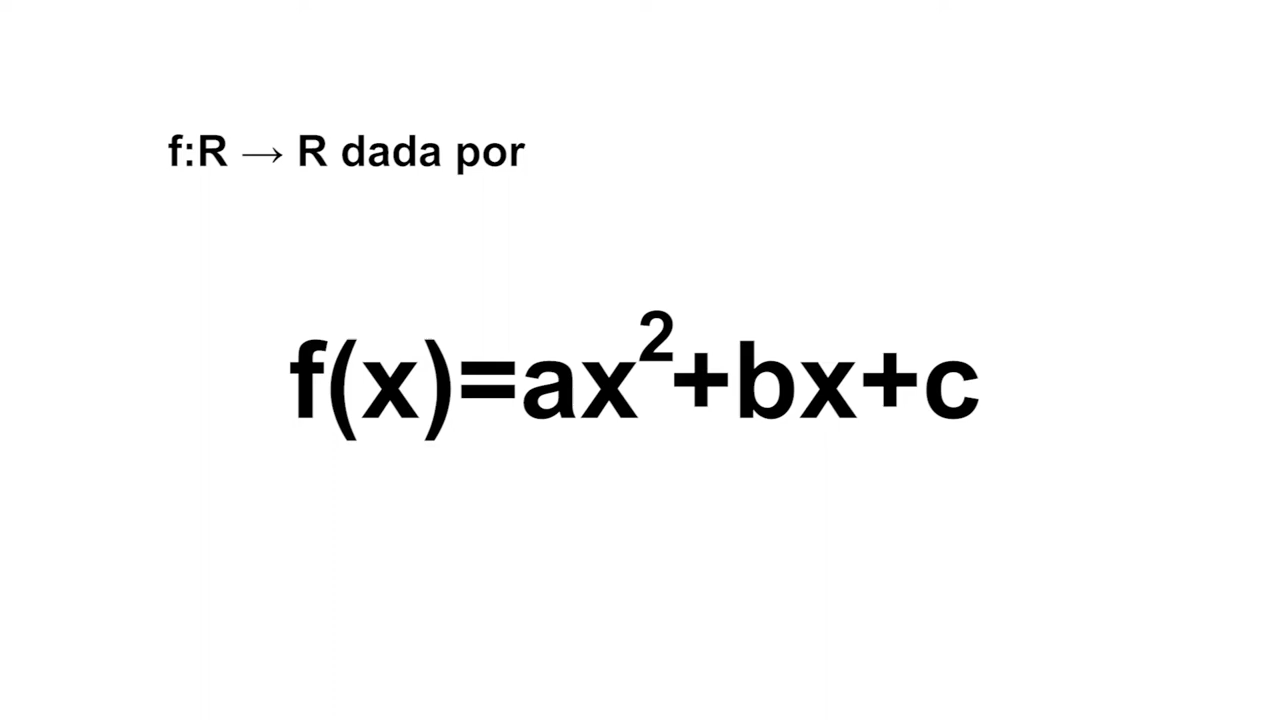 f:R → R dada por
f(x)=ax²+bx+c